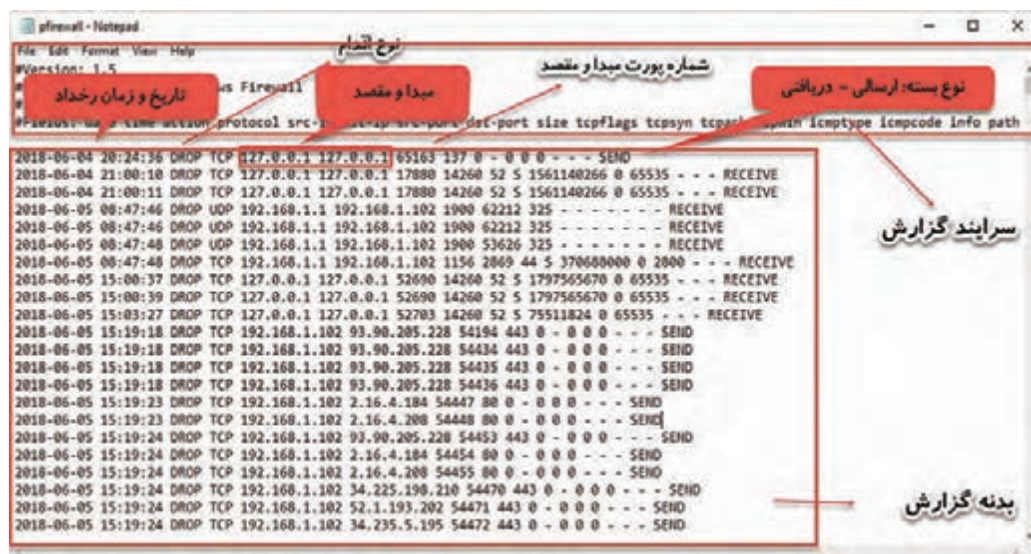 pfirewall - Notepad
File Edit Format View Help
نوع اقدام
#Version: 1.5
شماره پورت مبدا و مقصد
تاریخ و زمان رخداد
us Firewall
مبدا و مقصد
نوع بسته: ارسالی - دریافتی
#Fields: time action protocol src-port dst-port size tcpflags tcpsyn icmptype icmpcode info path
2018-06-04 20:24:36 DROP TCP 127.0.0.1 127.0.0.1 65163 137 0 - 0 0 0 - - - SEND
2018-06-04 21:00:10 DROP TCP 127.0.0.1 127.0.0.1 17880 14260 52 S 1561140266 0 65535 - - - RECEIVE
2018-06-04 21:00:11 DROP TCP 127.0.0.1 127.0.0.1 17880 14260 52 S 1561140266 0 65535 - - - RECEIVE
2018-06-05 08:47:46 DROP UDP 192.168.1.1 192.168.1.102 1900 62212 325 - - - - - - - RECEIVE
2018-06-05 08:47:46 DROP UDP 192.168.1.1 192.168.1.102 1900 62212 325 - - - - - - - RECEIVE
2018-06-05 08:47:48 DROP UDP 192.168.1.1 192.168.1.102 1900 53626 325 - - - - - - - RECEIVE
2018-06-05 08:47:48 DROP TCP 192.168.1.1 192.168.1.102 1156 2869 44 S 370680000 0 2800 - - - RECEIVE
2018-06-05 15:00:37 DROP TCP 127.0.0.1 127.0.0.1 52690 14260 52 S 1797565670 0 65535 - - - RECEIVE
2018-06-05 15:00:39 DROP TCP 127.0.0.1 127.0.0.1 52690 14260 52 S 1797565670 0 65535 - - - RECEIVE
2018-06-05 15:03:27 DROP TCP 127.0.0.1 127.0.0.1 52703 14260 52 S 75511824 0 65535 - - - RECEIVE
2018-06-05 15:19:18 DROP TCP 192.168.1.102 93.90.205.228 54194 443 0 - 0 0 0 - - - SEND
2018-06-05 15:19:18 DROP TCP 192.168.1.102 93.90.205.228 54434 443 0 - 0 0 0 - - - SEND
2018-06-05 15:19:18 DROP TCP 192.168.1.102 93.90.205.228 54435 443 0 - 0 0 0 - - - SEND
2018-06-05 15:19:18 DROP TCP 192.168.1.102 93.90.205.228 54436 443 0 - 0 0 0 - - - SEND
2018-06-05 15:19:23 DROP TCP 192.168.1.102 2.16.4.184 54447 80 0 - 0 0 0 - - - SEND
2018-06-05 15:19:23 DROP TCP 192.168.1.102 2.16.4.208 54448 80 0 - 0 0 0 - - - SEND
2018-06-05 15:19:24 DROP TCP 192.168.1.102 93.90.205.228 54453 443 0 - 0 0 0 - - - SEND
2018-06-05 15:19:24 DROP TCP 192.168.1.102 2.16.4.184 54454 80 0 - 0 0 0 - - - SEND
2018-06-05 15:19:24 DROP TCP 192.168.1.102 2.16.4.208 54455 80 0 - 0 0 0 - - - SEND
2018-06-05 15:19:24 DROP TCP 192.168.1.102 34.225.198.210 54470 443 0 - 0 0 0 - - - SEND
2018-06-05 15:19:24 DROP TCP 192.168.1.102 52.1.193.202 54471 443 0 - 0 0 0 - - - SEND
2018-06-05 15:19:24 DROP TCP 192.168.1.102 34.235.5.195 54472 443 0 - 0 0 0 - - - SEND
سرایند گزارش
بدنه گزارش